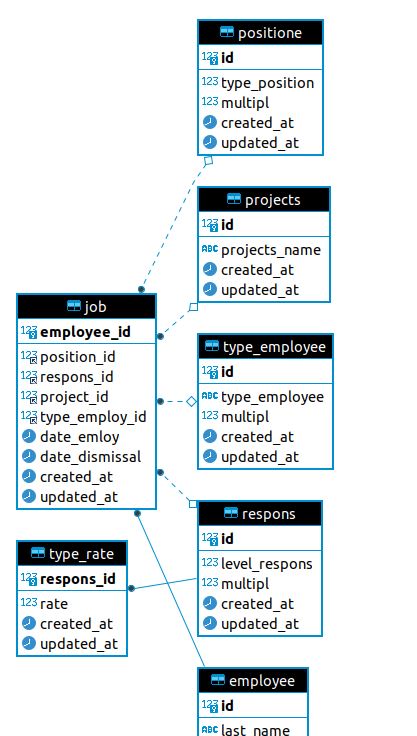 positione
123 id
123 type_position
123 multipl
created_at
updated_at
projects
123 id
ABC projects_name
created_at
updated_at
job
123 employee_id
123 position_id
123 respons_id
123 project_id
123 type_employ_id
date_emloy
date_dismissal
created_at
updated_at
type_employee
123 id
ABC type_employee
123 multipl
created_at
updated_at
type_rate
123 respons_id
123 rate
created_at
updated_at
respons
123 id
123 level_respons
123 multipl
created_at
updated_at
employee
123 id
ABC last_name